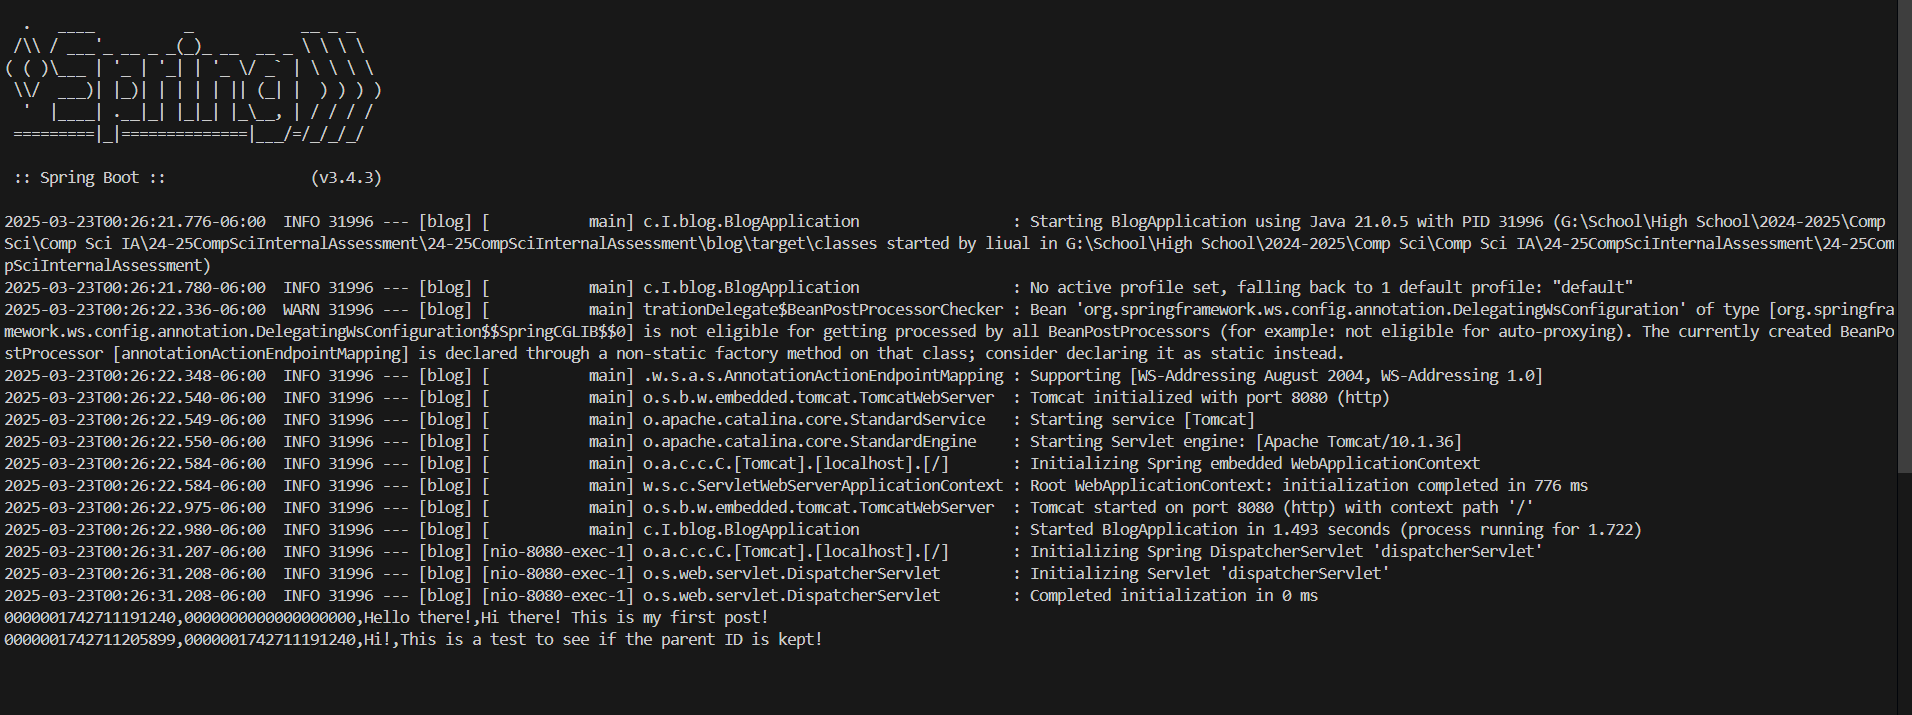 .   ____          _            __ _ _
 /\\ / ___'_ __ _ _(_)_ __  __ _ \ \ \ \
( ( )\___ | '_ | '_| | '_ \/ _` | \ \ \ \
 \\/  ___)| |_)| | | | | || (_| |  ) ) ) )
  '  |____| .__|_| |_|_| |_\__, | / / / /
 =========|_|==============|___/=/_/_/_/

 :: Spring Boot ::                (v3.4.3)

2025-03-23T00:26:21.776-06:00  INFO 31996 --- [blog] [           main] c.I.blog.BlogApplication                 : Starting BlogApplication using Java 21.0.5 with PID 31996 (G:\School\High School\2024-2025\Comp
Sci\Comp Sci IA\24-25CompSciInternalAssessment\24-25CompSciInternalAssessment\blog\target\classes started by liual in G:\School\High School\2024-2025\Comp Sci\Comp Sci IA\24-25CompSciInternalAssessment\24-25Com
pSciInternalAssessment)
2025-03-23T00:26:21.780-06:00  INFO 31996 --- [blog] [           main] c.I.blog.BlogApplication                 : No active profile set, falling back to 1 default profile: "default"
2025-03-23T00:26:22.336-06:00  WARN 31996 --- [blog] [           main] trationDelegate$BeanPostProcessorChecker : Bean 'org.springframework.ws.config.annotation.DelegatingWsConfiguration' of type [org.springfra
mework.ws.config.annotation.DelegatingWsConfiguration$$SpringCGLIB$$0] is not eligible for getting processed by all BeanPostProcessors (for example: not eligible for auto-proxying). The currently created BeanPo
stProcessor [annotationActionEndpointMapping] is declared through a non-static factory method on that class; consider declaring it as static instead.
2025-03-23T00:26:22.348-06:00  INFO 31996 --- [blog] [           main] .w.s.a.s.AnnotationActionEndpointMapping : Supporting [WS-Addressing August 2004, WS-Addressing 1.0]
2025-03-23T00:26:22.540-06:00  INFO 31996 --- [blog] [           main] o.s.b.w.embedded.tomcat.TomcatWebServer  : Tomcat initialized with port 8080 (http)
2025-03-23T00:26:22.549-06:00  INFO 31996 --- [blog] [           main] o.apache.catalina.core.StandardService   : Starting service [Tomcat]
2025-03-23T00:26:22.550-06:00  INFO 31996 --- [blog] [           main] o.apache.catalina.core.StandardEngine    : Starting Servlet engine: [Apache Tomcat/10.1.36]
2025-03-23T00:26:22.584-06:00  INFO 31996 --- [blog] [           main] o.a.c.c.C.[Tomcat].[localhost].[/]       : Initializing Spring embedded WebApplicationContext
2025-03-23T00:26:22.584-06:00  INFO 31996 --- [blog] [           main] w.s.c.ServletWebServerApplicationContext : Root WebApplicationContext: initialization completed in 776 ms
2025-03-23T00:26:22.975-06:00  INFO 31996 --- [blog] [           main] o.s.b.w.embedded.tomcat.TomcatWebServer  : Tomcat started on port 8080 (http) with context path '/'
2025-03-23T00:26:22.980-06:00  INFO 31996 --- [blog] [           main] c.I.blog.BlogApplication                 : Started BlogApplication in 1.493 seconds (process running for 1.722)
2025-03-23T00:26:31.207-06:00  INFO 31996 --- [blog] [nio-8080-exec-1] o.a.c.c.C.[Tomcat].[localhost].[/]       : Initializing Spring DispatcherServlet 'dispatcherServlet'
2025-03-23T00:26:31.208-06:00  INFO 31996 --- [blog] [nio-8080-exec-1] o.s.web.servlet.DispatcherServlet        : Initializing Servlet 'dispatcherServlet'
2025-03-23T00:26:31.208-06:00  INFO 31996 --- [blog] [nio-8080-exec-1] o.s.web.servlet.DispatcherServlet        : Completed initialization in 0 ms
0000001742711191240,0000000000000000000,Hello there!,Hi there! This is my first post!
0000001742711205899,0000001742711191240,Hi!,This is a test to see if the parent ID is kept!